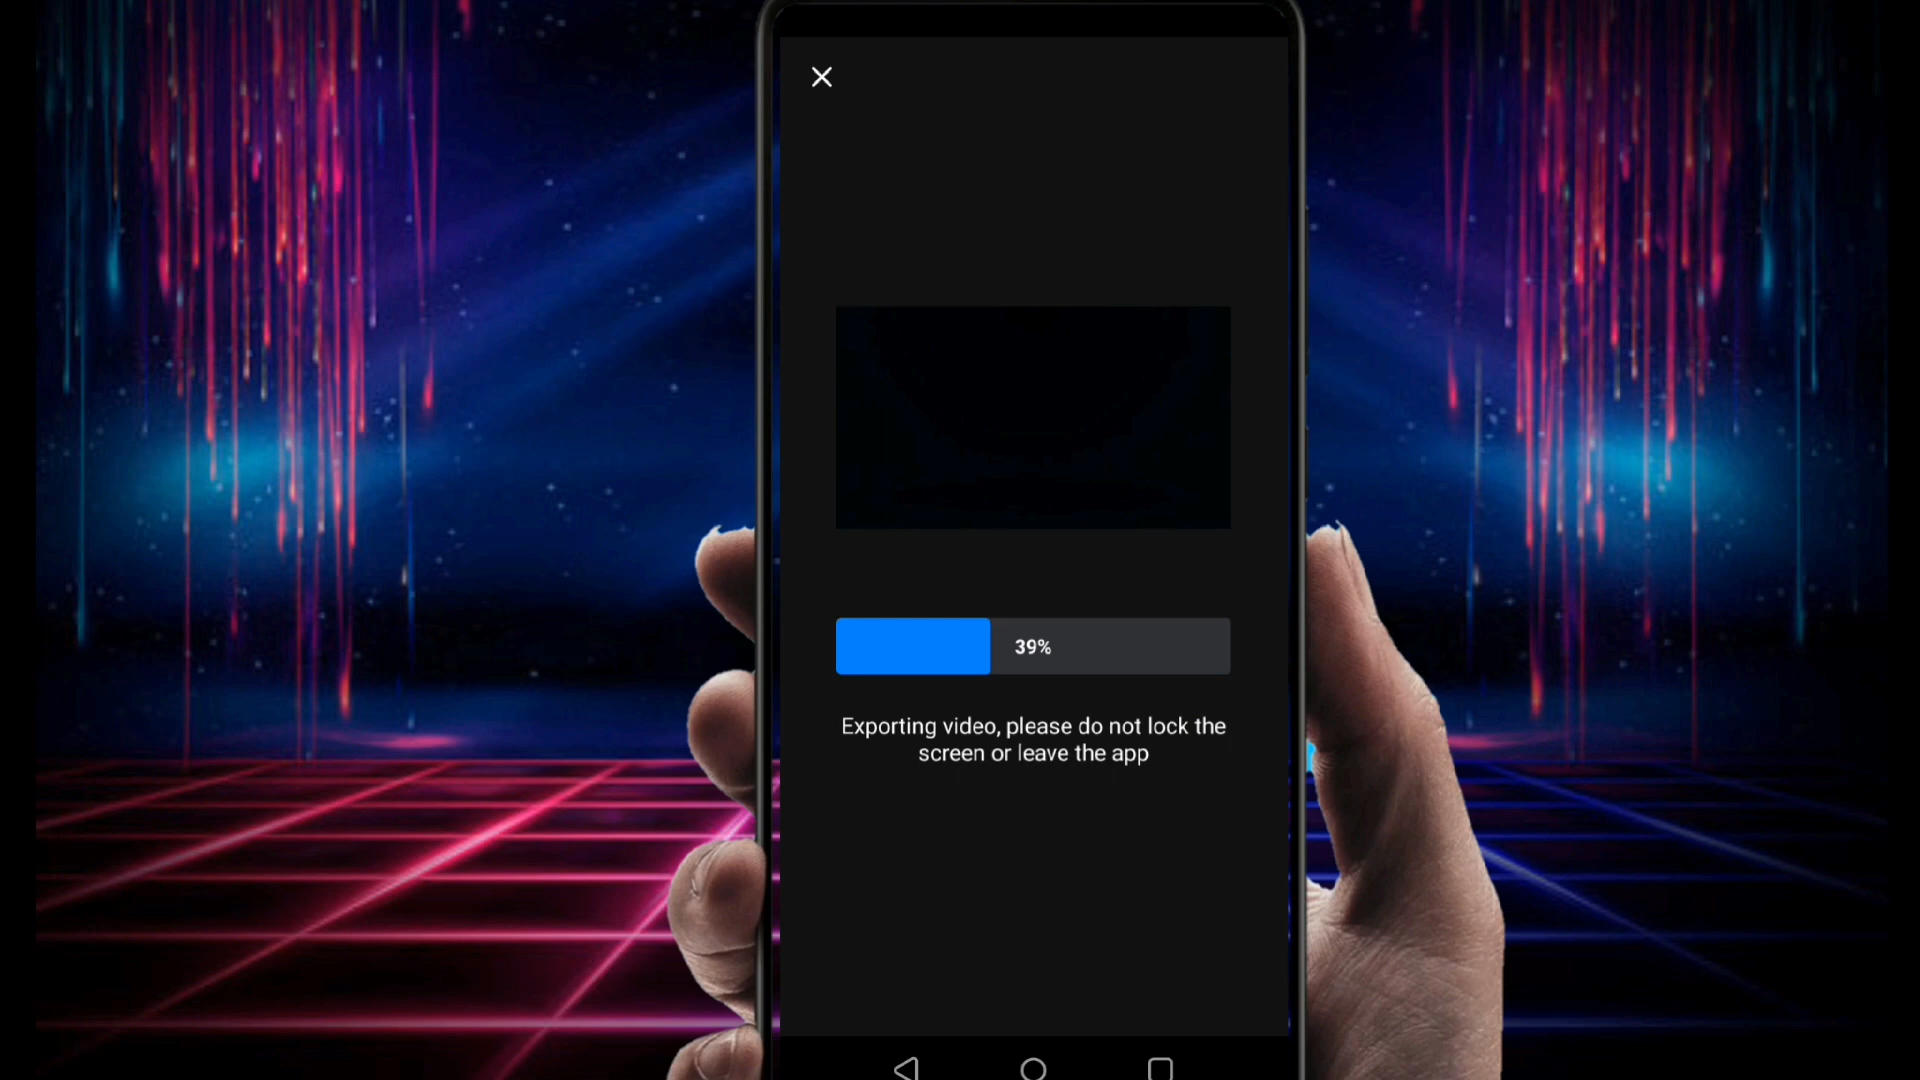 39%
Exporting video, please do not lock the
screen or leave the app